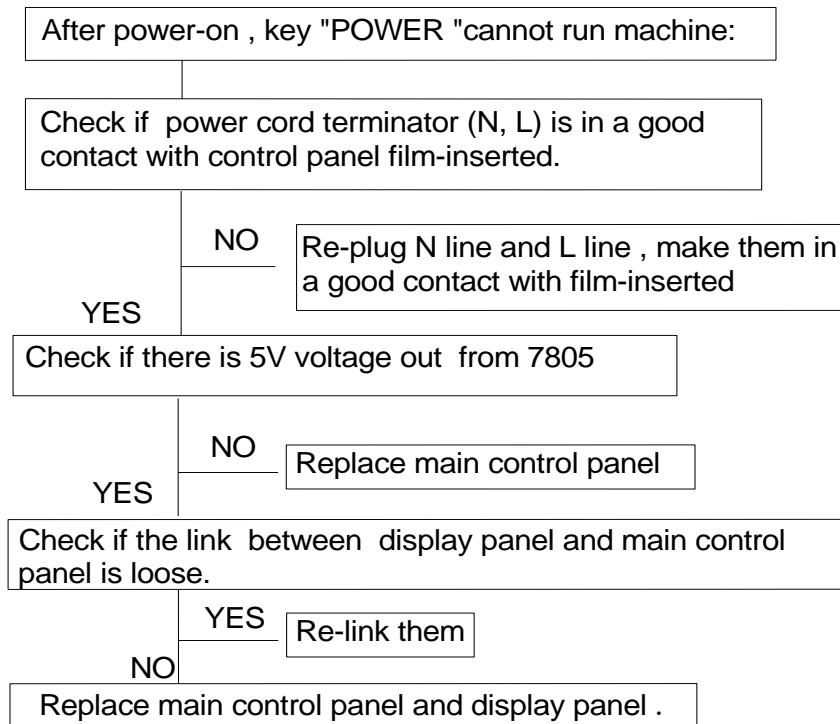 After power-on , key "POWER "cannot run machine:
Check if  power cord terminator (N, L) is in a good
contact with control panel film-inserted.
NO
Re-plug N line and L line , make them in
a good contact with film-inserted
YES
Check if there is 5V voltage out  from 7805
NO
Replace main control panel
YES
Check if the link  between  display panel and main control
panel is loose.
YES
Re-link them
NO
Replace main control panel and display panel .